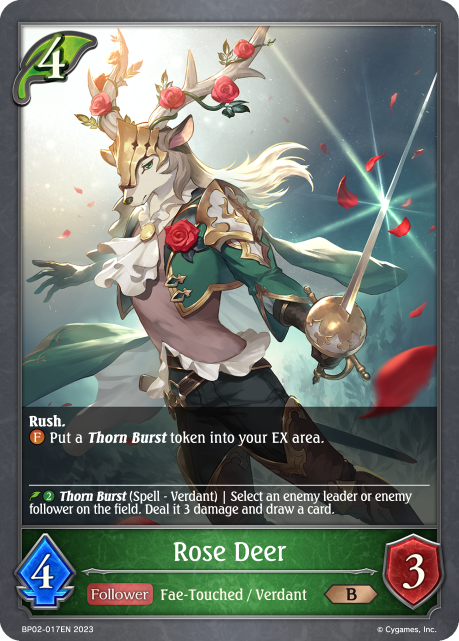 4
Rush.
F Put a Thorn Burst token into your EX area.
2 Thorn Burst (Spell - Verdant) | Select an enemy leader or enemy
follower on the field. Deal it 3 damage and draw a card.
Rose Deer
4
Follower Fae-Touched / Verdant B
3
BP02-017EN 2023 © Cygames, Inc.